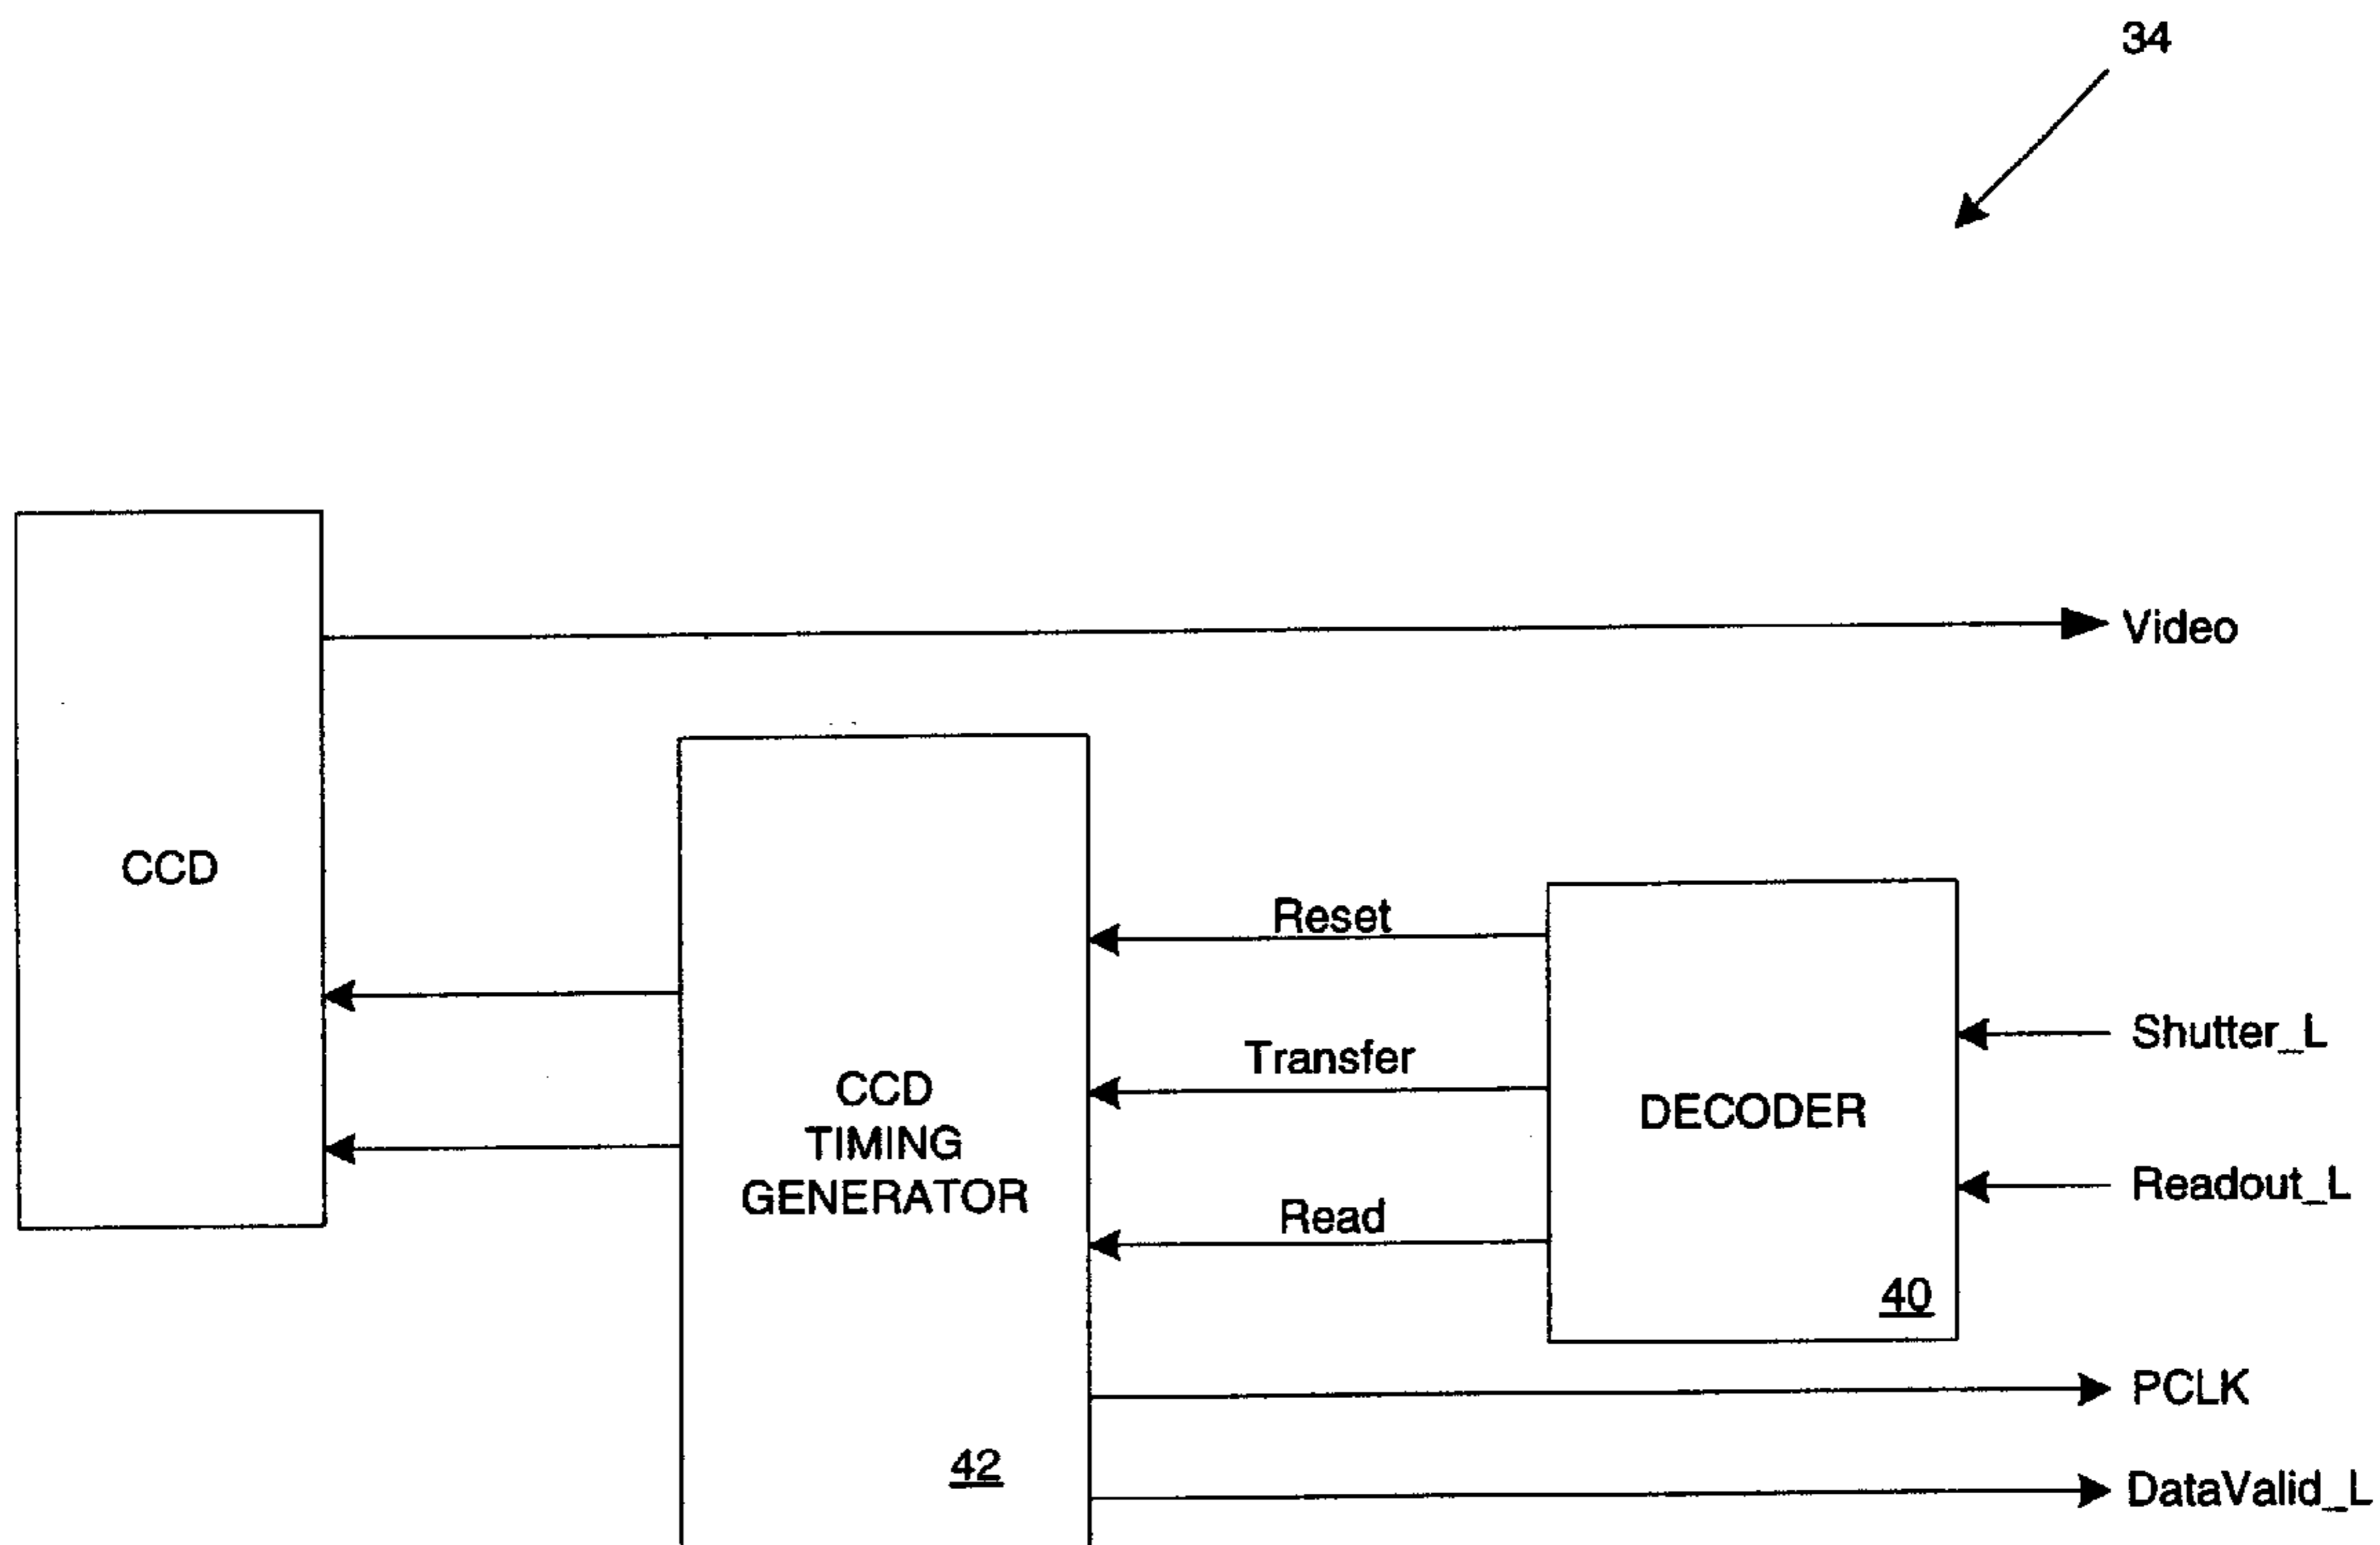 34
Video
CCD
Reset
Transfer
Read
CCD
TIMING
GENERATOR
42
DECODER
40
Shutter_L
Readout_L
PCLK
DataValid_L